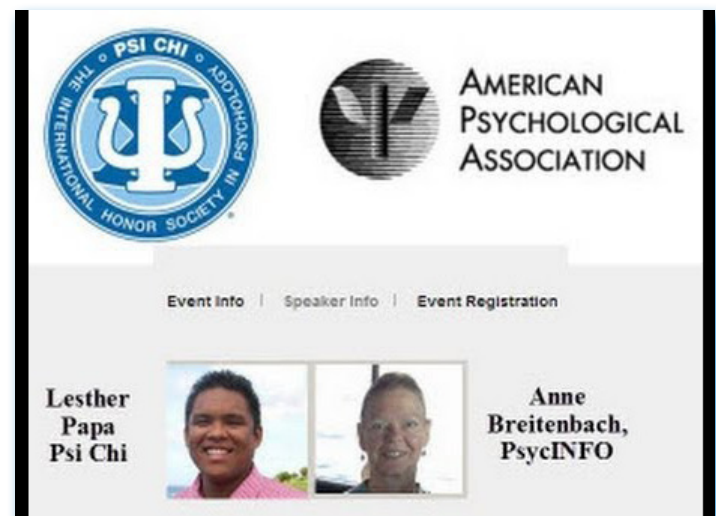 PSI CHI
THE INTERNATIONAL HONOR SOCIETY IN PSYCHOLOGY
AMERICAN
PSYCHOLOGICAL
ASSOCIATION
Event Info | Speaker Info | Event Registration
Lesther
Papa
Psi Chi
Anne
Breitenbach,
PsycINFO